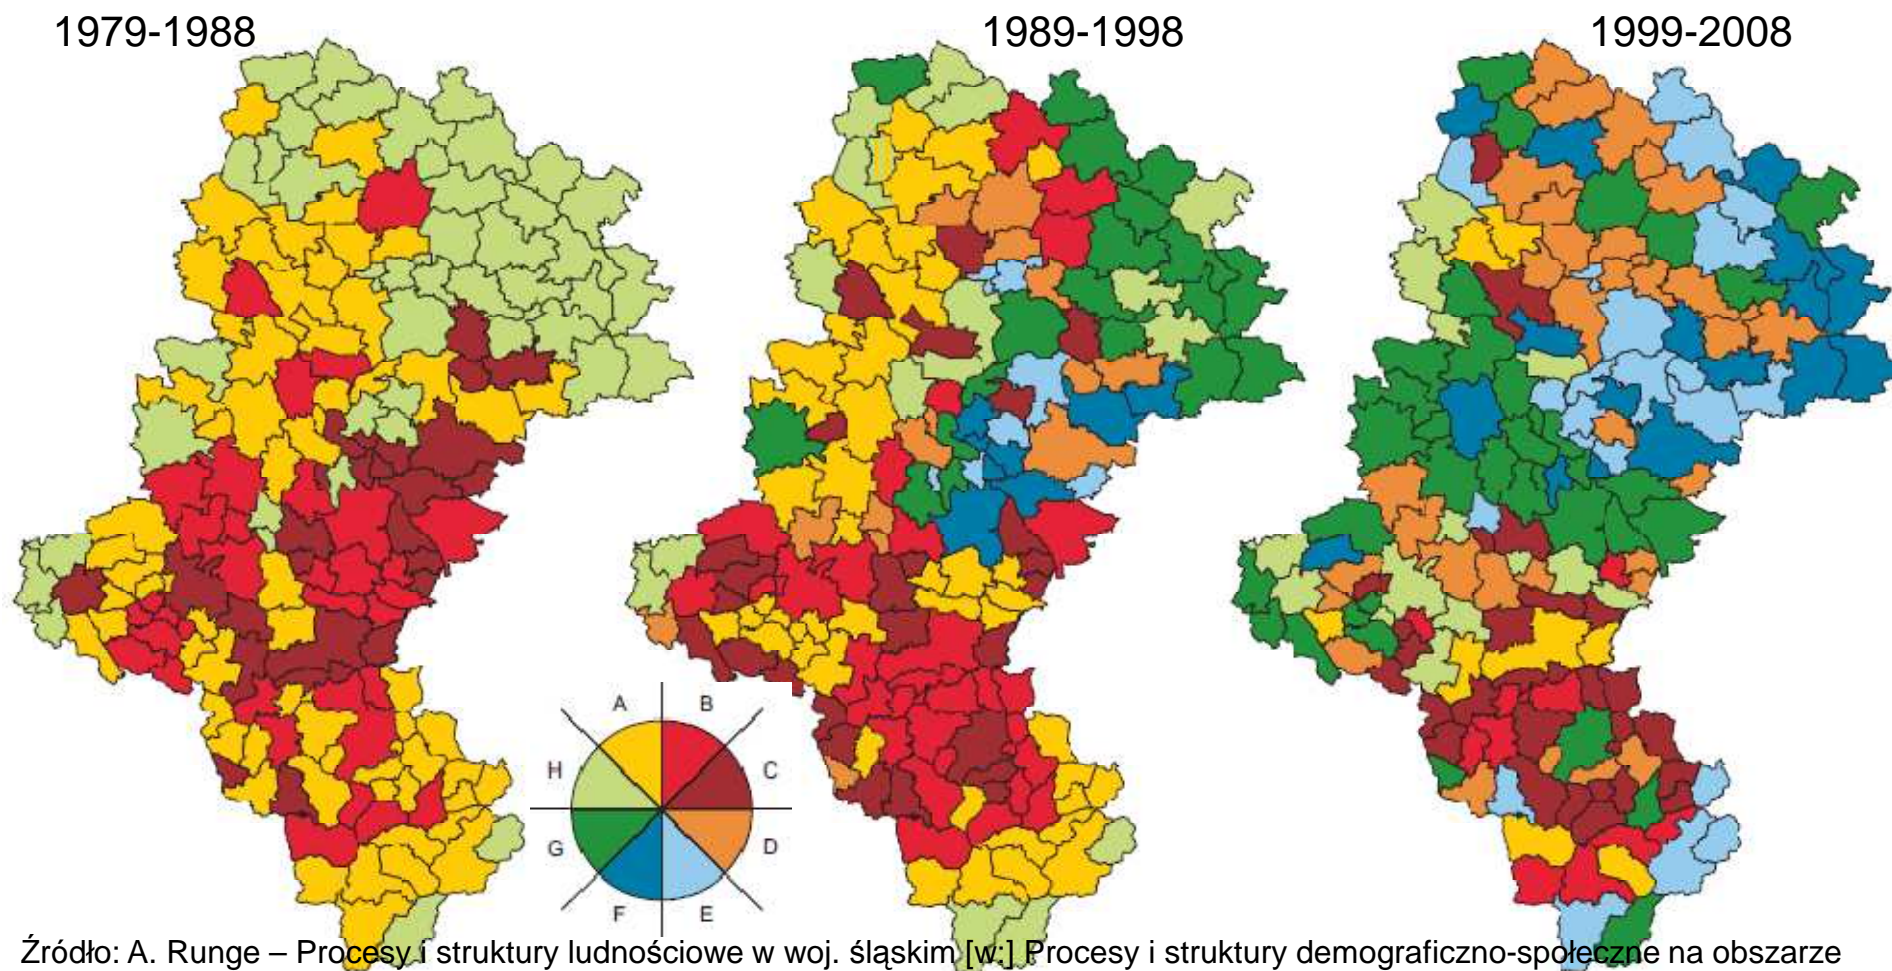 1979-1988
1989-1998
1999-2008
A
B
H
C
G
D
F
E
Źródło: A. Runge – Procesy i struktury ludnościowe w woj. śląskim [w:] Procesy i struktury demograficzno-społeczne na obszarze